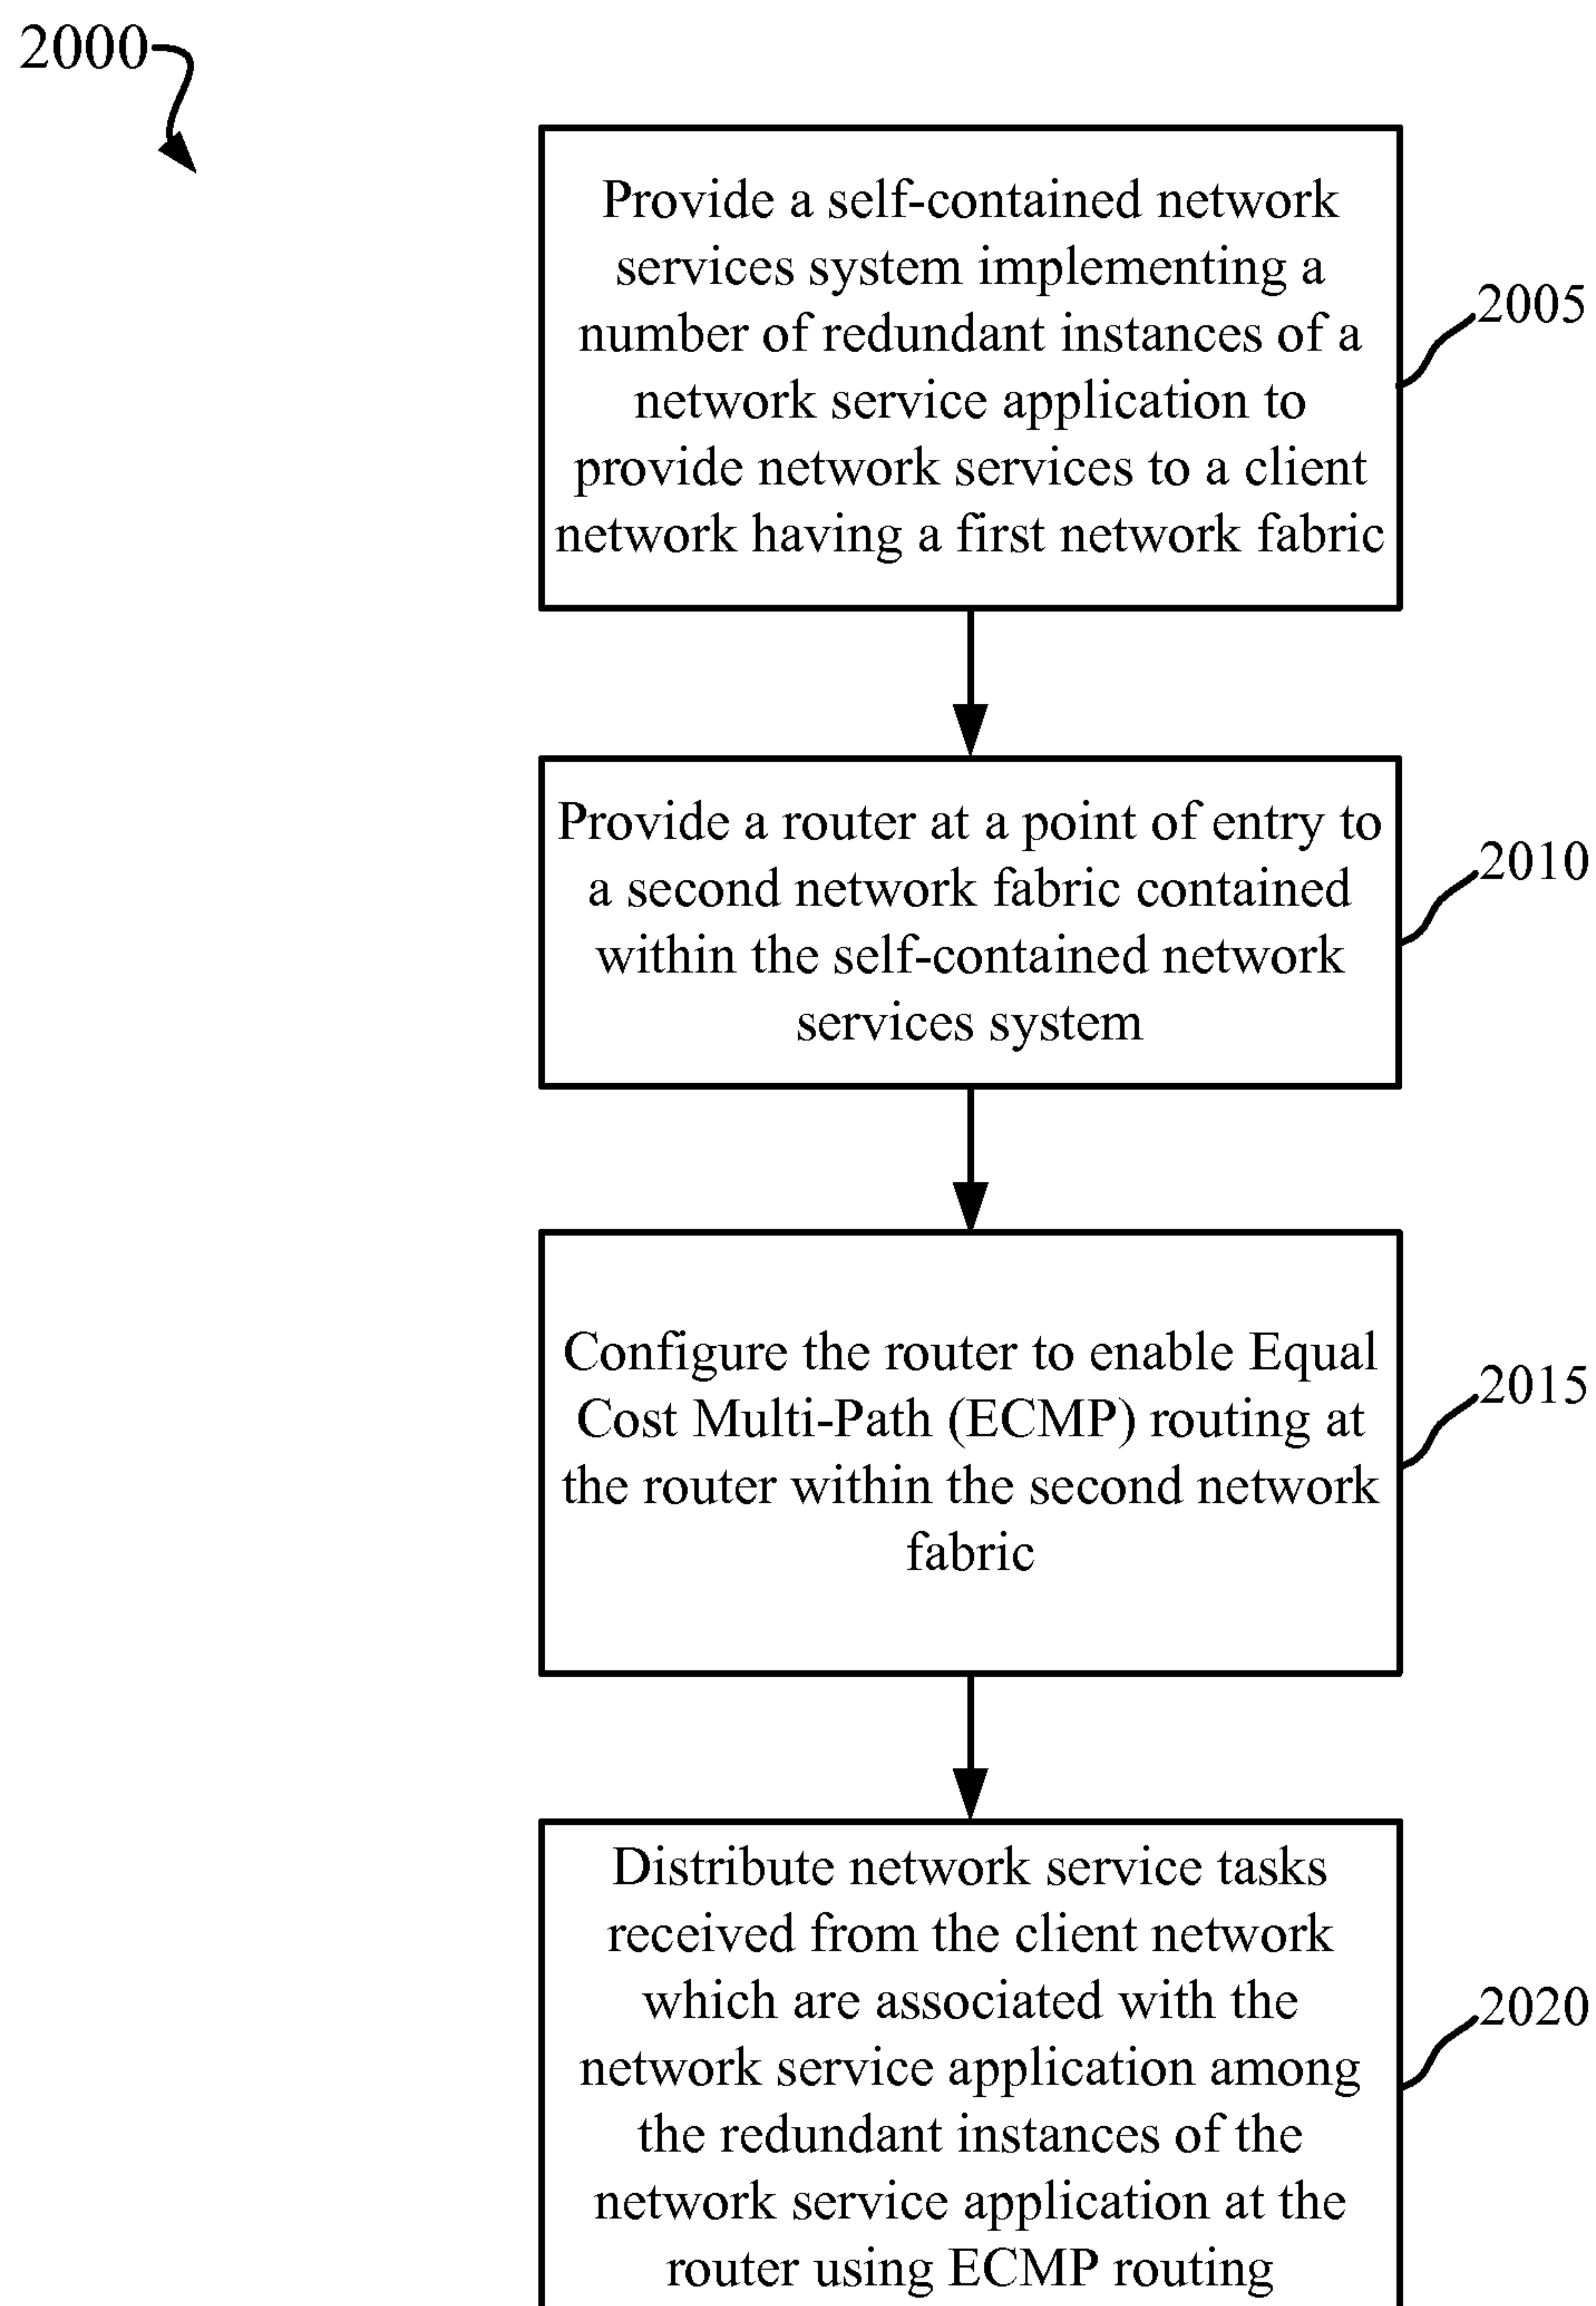 2000
Provide a self-contained network
services system implementing a
number of redundant instances of a
network service application to
provide network services to a client
network having a first network fabric
2005
Provide a router at a point of entry to
a second network fabric contained
within the self-contained network
services system
2010
Configure the router to enable Equal
Cost Multi-Path (ECMP) routing at
the router within the second network
fabric
2015
Distribute network service tasks
received from the client network
which are associated with the
network service application among
the redundant instances of the
network service application at the
router using ECMP routing
2020